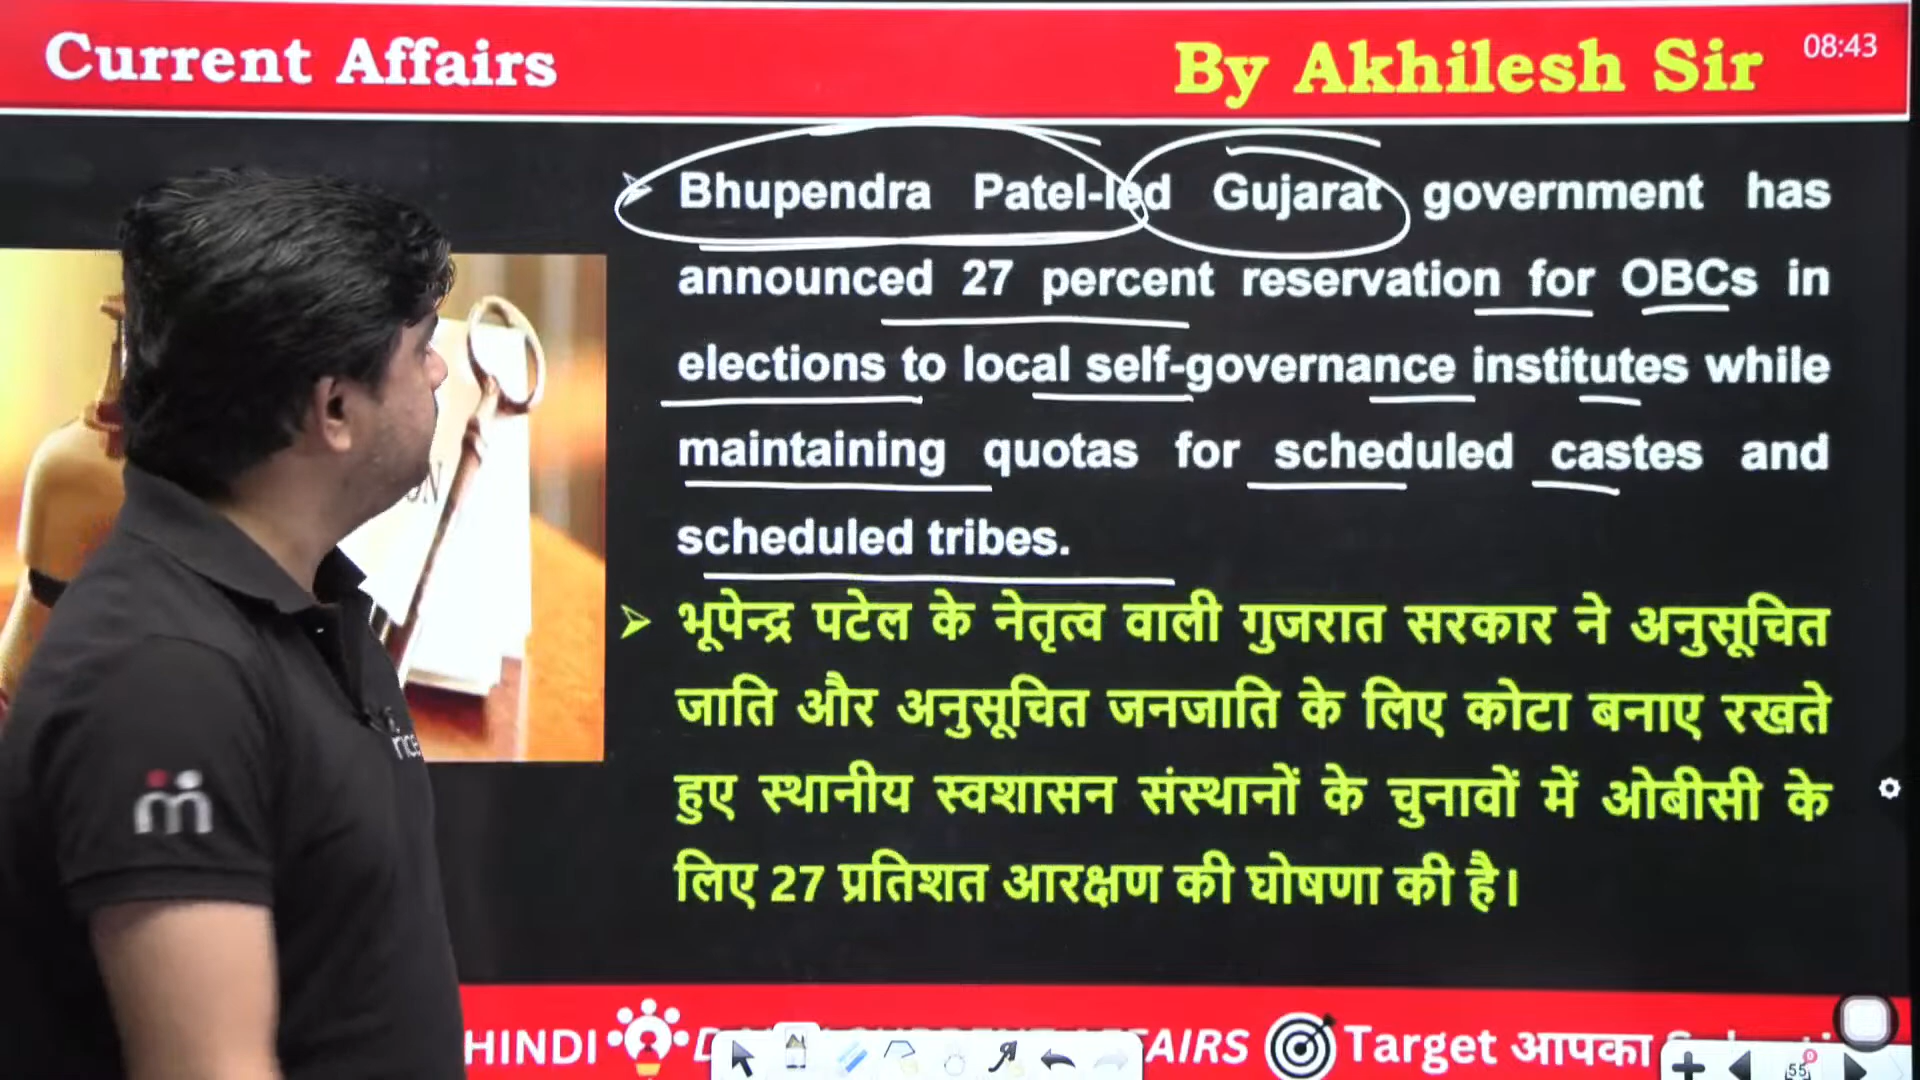 Current Affairs
By Akhilesh Sir
08:43
Bhupendra Patel-led Gujarat government has
announced 27 percent reservation for OBCs in
elections to local self-governance institutes while
maintaining quotas for scheduled castes and
scheduled tribes.
भूपेन्द्र पटेल के नेतृत्व वाली गुजरात सरकार ने अनुसूचित
जाति और अनुसूचित जनजाति के लिए कोटा बनाए रखते
हुए स्थानीय स्वशासन संस्थानों के चुनावों में ओबीसी के
लिए 27 प्रतिशत आरक्षण की घोषणा की है।
HINDI
AIRS
Target आपका
55